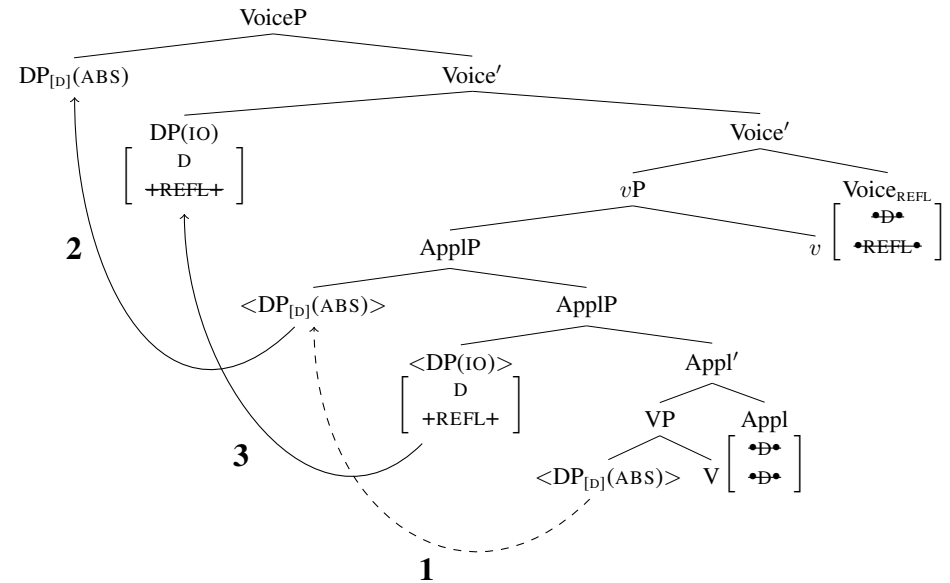 VoiceP
DP[D](ABS) Voice′
DP(IO) Voice′
D
+REFL+
vP VoiceREFL
•D•
•REFL•
ApplP v
2
<DP[D](ABS)> ApplP
<DP(IO)> Appl′
D
+REFL+
VP Appl
•D•
•D•
3
<DP[D](ABS)> V
1